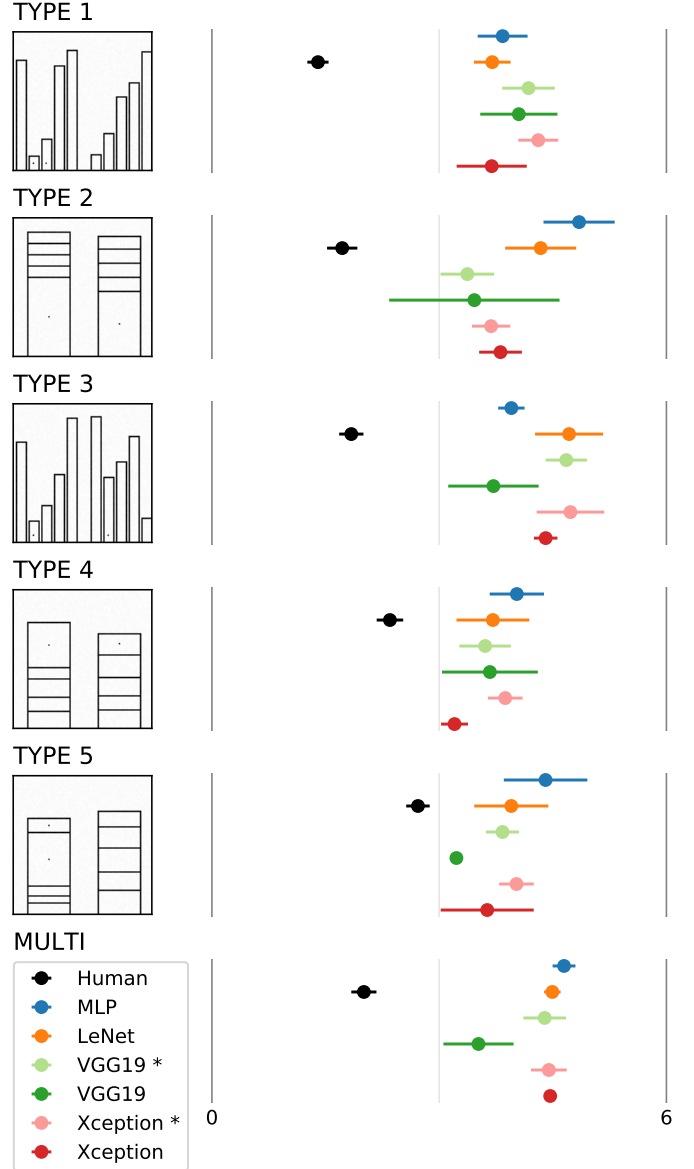 TYPE 1
TYPE 2
TYPE 3
TYPE 4
TYPE 5
MULTI
Human
MLP
LeNet
VGG19 *
VGG19
Xception *
Xception
0 6